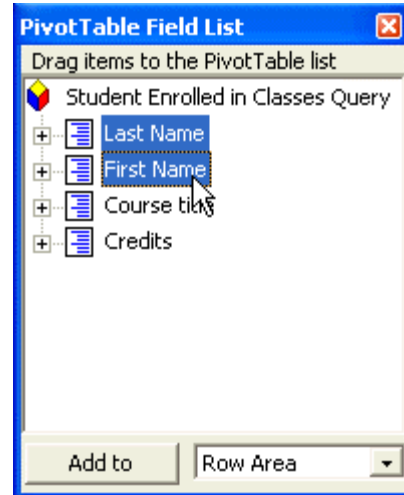 PivotTable Field List
Drag items to the PivotTable list
Student Enrolled in Classes Query
Last Name
First Name
Course
Credits
Add to
Row Area